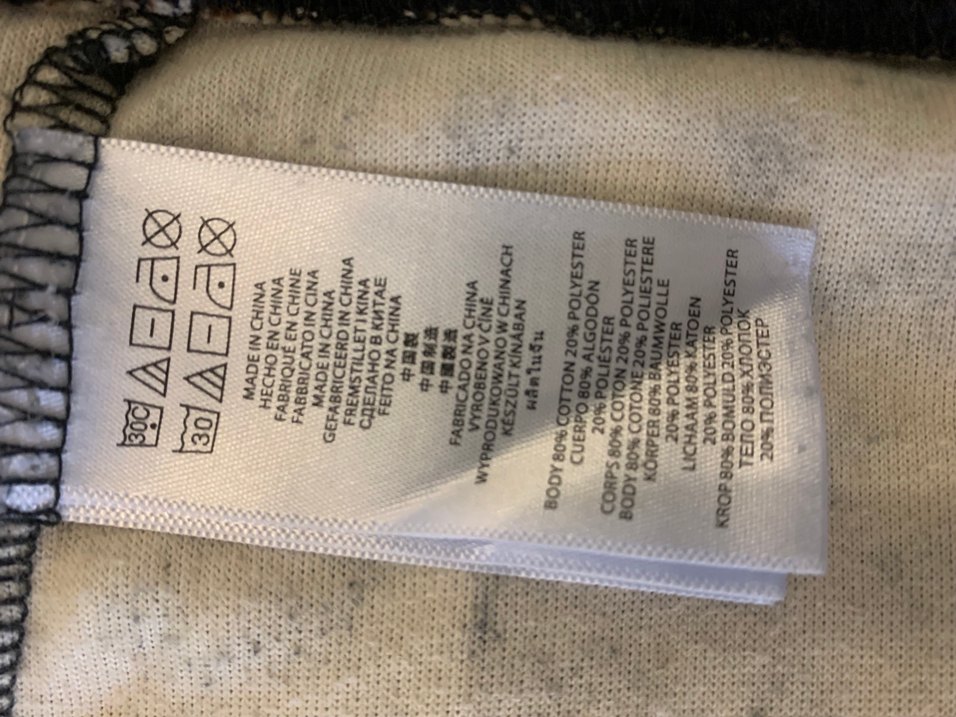 30C
30
MADE IN CHINA
HECHO EN CHINA
FABRIQUÉ EN CHINE
FABRICATO IN CINA
MADE IN CHINA
GEFABRICEERD IN CHINA
FREMSTILLET I KINA
СДЕЛАНО В КИТАЕ
FEITO NA CHINA
中国製
中国制造
中國製造
FABRICADO NA CHINA
VYROBENO V ČÍNĚ
WYPRODUKOWANO W CHINACH
KÉSZÜLT KÍNÁBAN
ผลิตในจีน
BODY 80% COTTON 20% POLYESTER
CUERPO 80% ALGODÓN
20% POLIÉSTER
CORPS 80% COTON 20% POLYESTER
BODY 80% COTONE 20% POLIESTERE
KÖRPER 80% BAUMWOLLE
20% POLYESTER
LICHAAM 80% KATOEN
20% POLYESTER
KROP 80% BOMULD 20% POLYESTER
ТЕЛО 80% ХЛОПОК
20% ПОЛИЭСТЕР